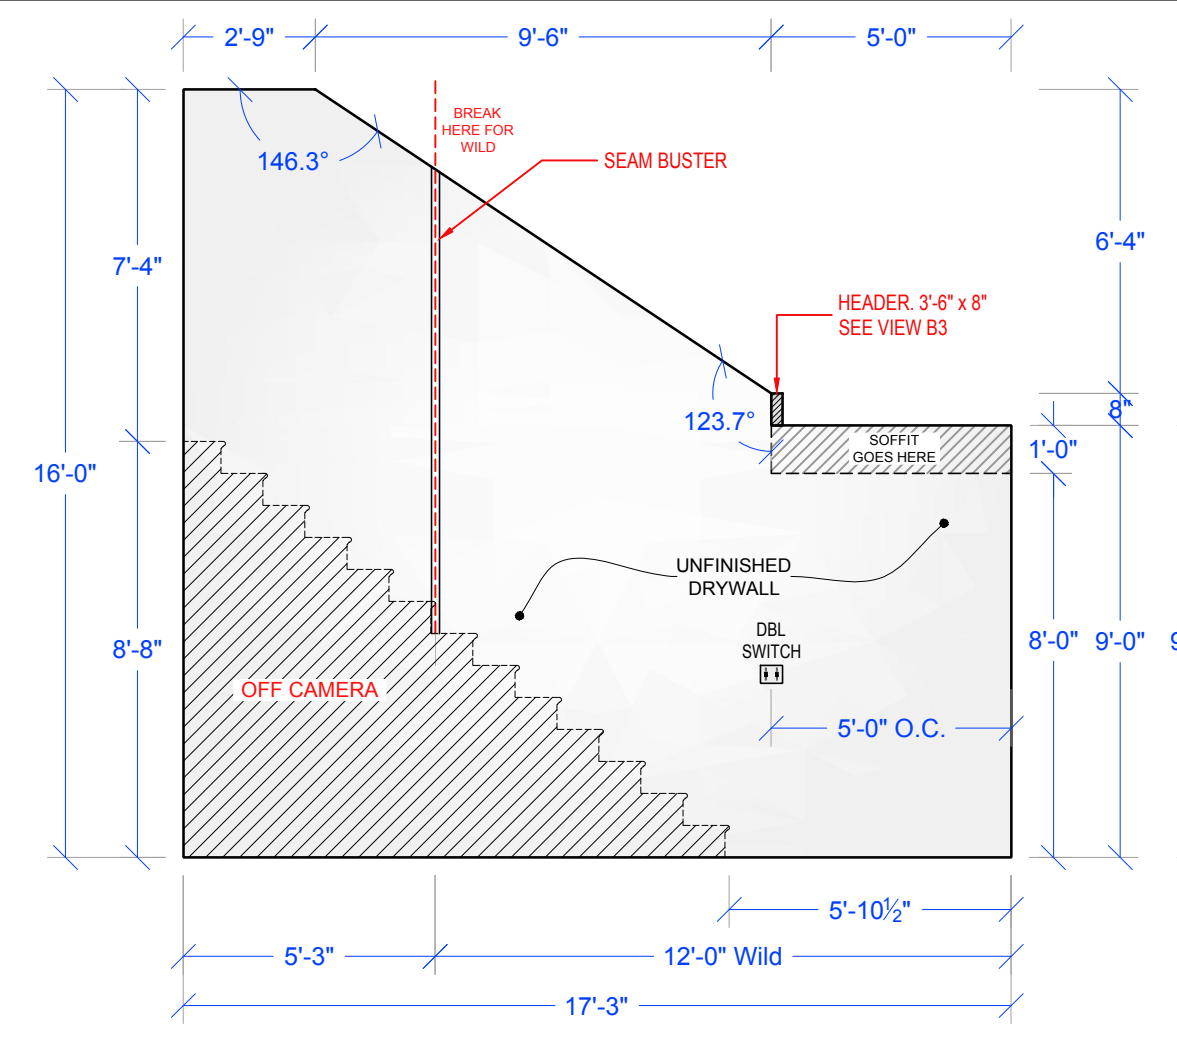 2'-9"
9'-6"
5'-0"
BREAK
HERE FOR
WILD
146.3°
SEAM BUSTER
6'-4"
7'-4"
HEADER. 3'-6" x 8"
SEE VIEW B3
8"
123.7°
SOFFIT
GOES HERE
1'-0"
16'-0"
UNFINISHED
DRYWALL
DBL
SWITCH
8'-8"
8'-0"
9'-0"
9
OFF CAMERA
5'-0" O.C.
5'-10½"
5'-3"
12'-0" Wild
17'-3"